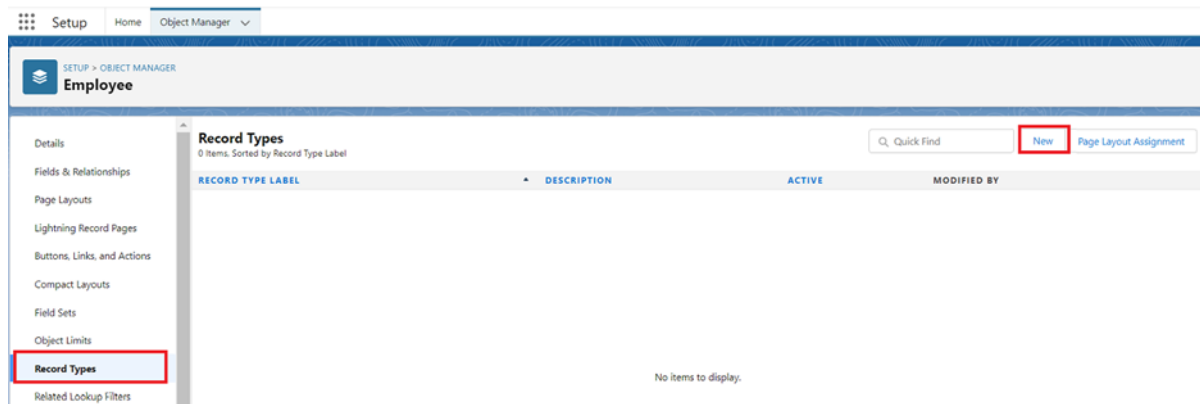 Setup Home Object Manager
SETUP > OBJECT MANAGER
Employee
Details
Fields & Relationships
Page Layouts
Lightning Record Pages
Buttons, Links, and Actions
Compact Layouts
Field Sets
Object Limits
Record Types
Related Lookup Filters
Record Types
0 Items. Sorted by Record Type Label
Quick Find New Page Layout Assignment
RECORD TYPE LABEL DESCRIPTION ACTIVE MODIFIED BY
No items to display.